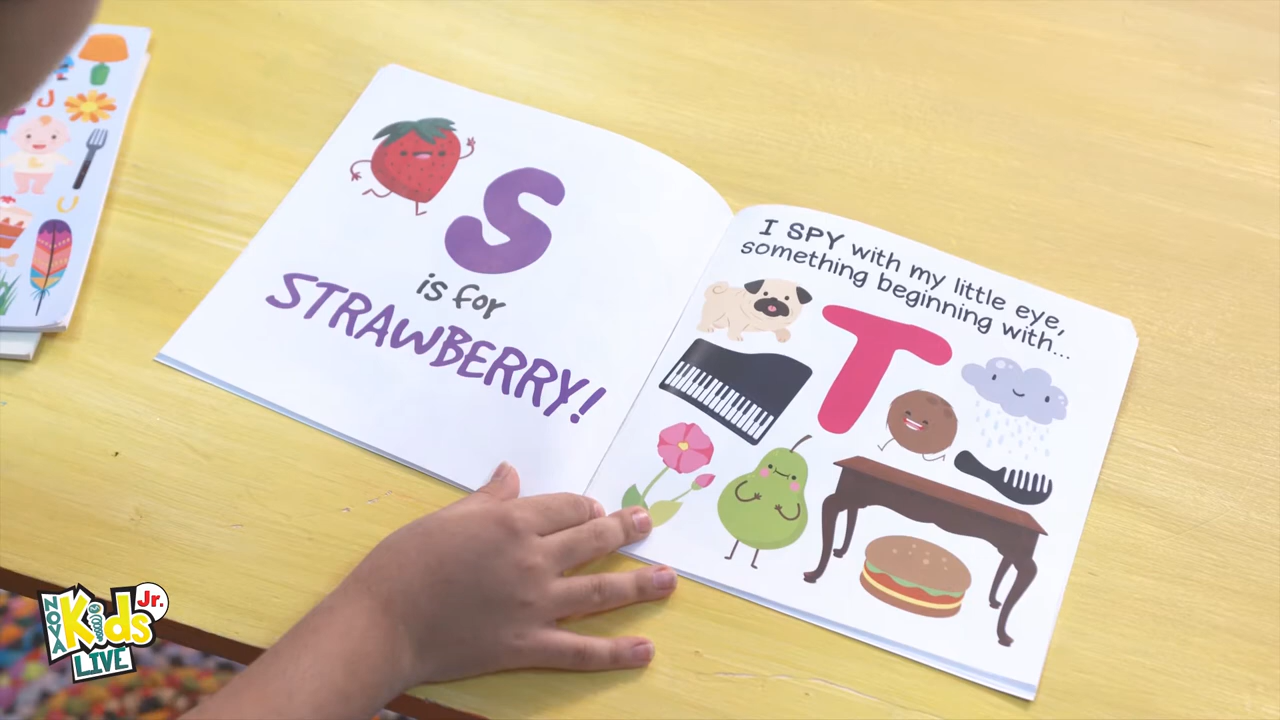 S
is for
STRAWBERRY!
I SPY with my little eye,
something beginning with...
T
J
U
NOVA
Kids
Jr.
LIVE